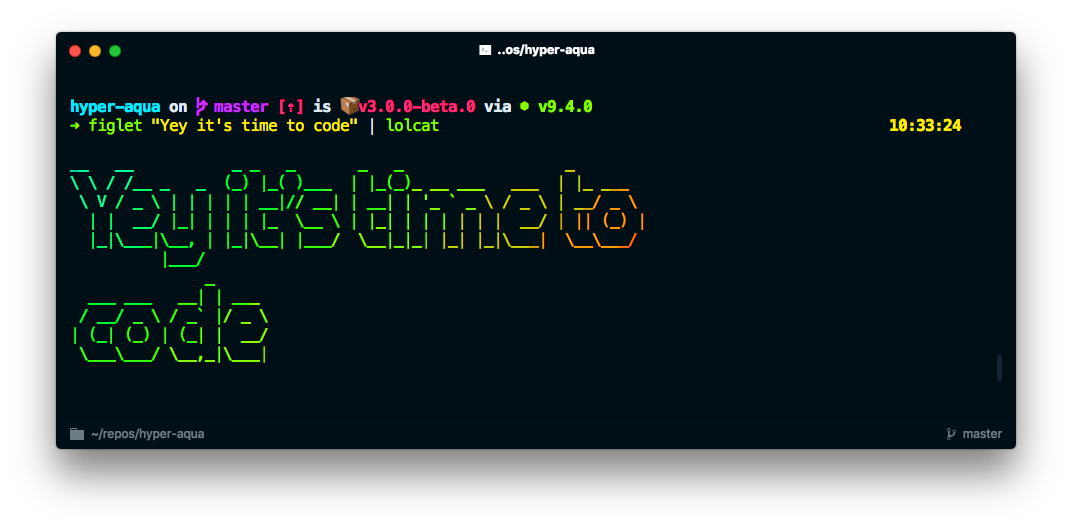 ..os/hyper-aqua
hyper-aqua on master [⇡] is 📦v3.0.0-beta.0 via ⬢ v9.4.0
➜ figlet "Yey it's time to code" | lolcat 10:33:24
Yey it's time to
code
~/repos/hyper-aqua master